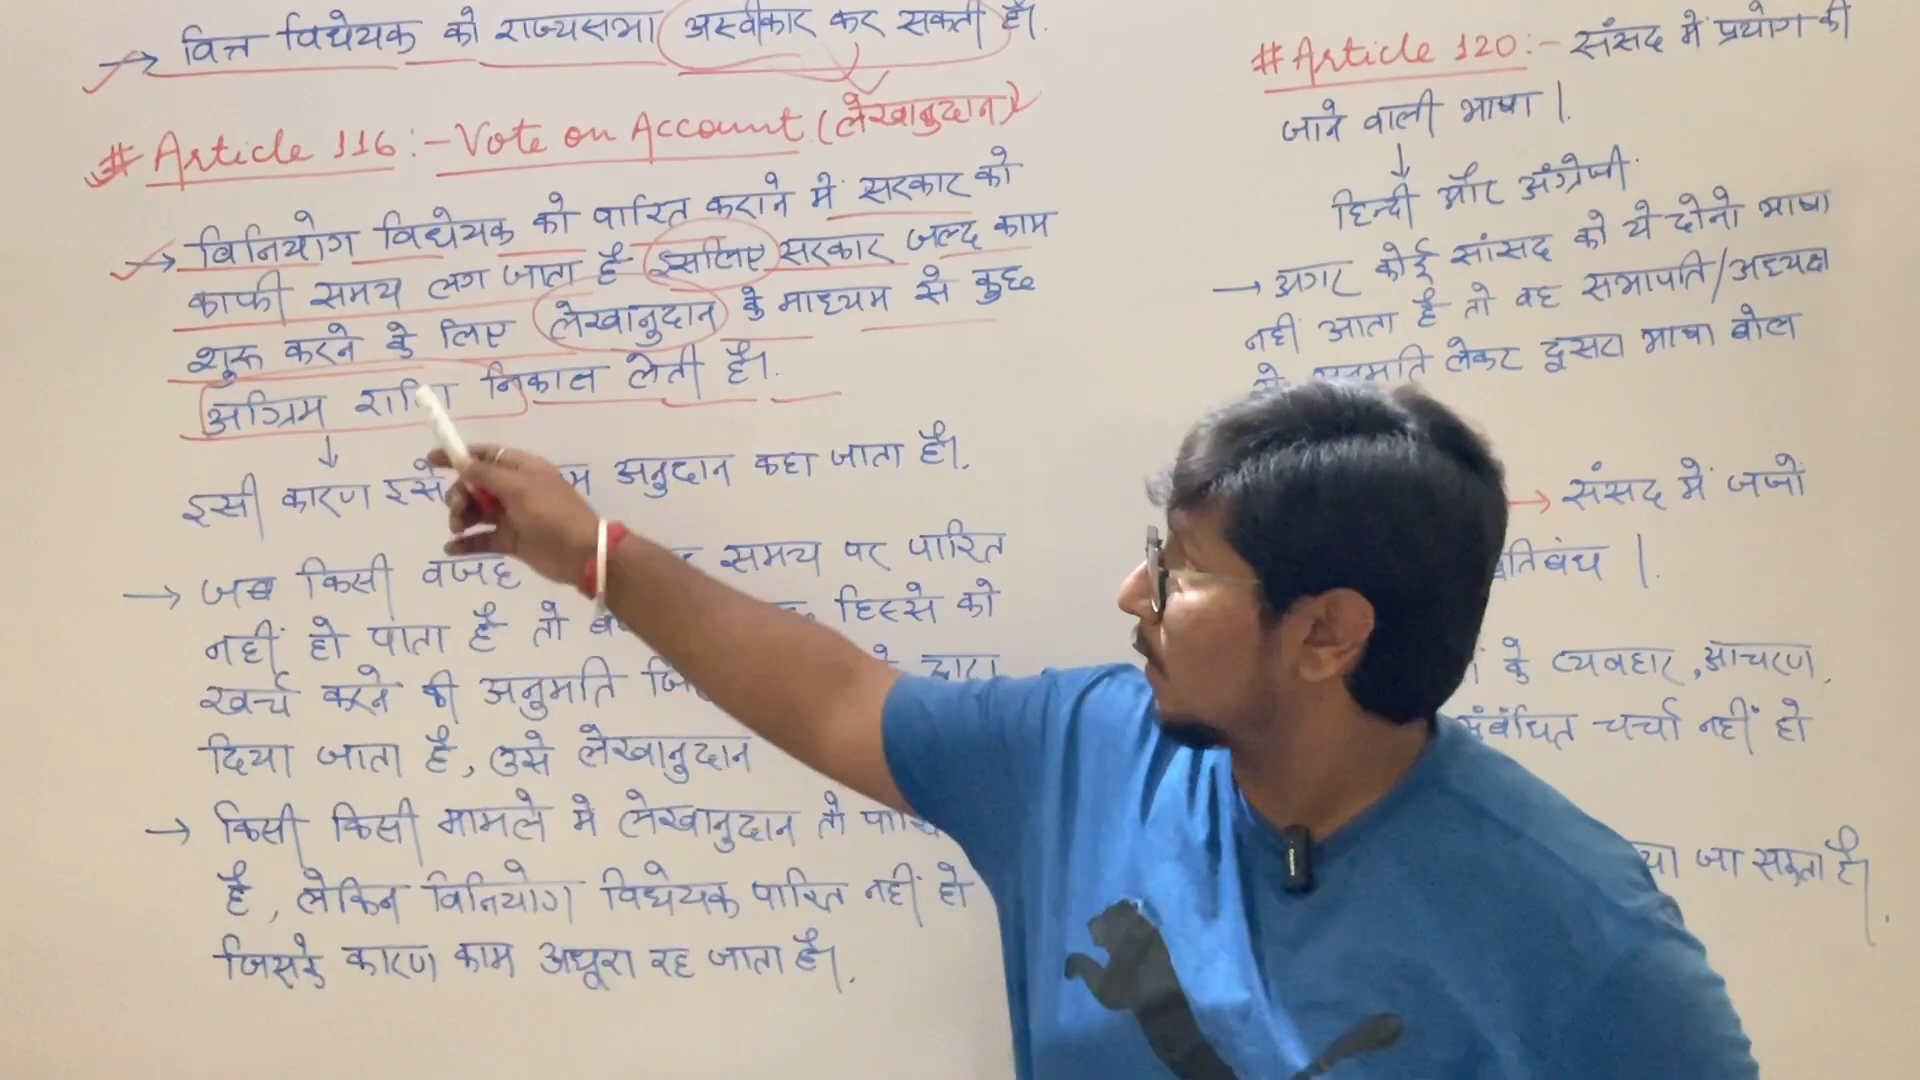 → वित्त विधेयक को राज्यसभा अस्वीकार कर सकती है।
# Article 116:- Vote on Account (लेखानुदान)
→ विनियोग विधेयक को पारित कराने में सरकार को
काफी समय लग जाता है इसलिए सरकार जल्द काम
शुरू करने के लिए लेखानुदान के माध्यम से कुछ
अग्रिम राशि निकाल लेती है।
इसी कारण इसे अनुदान कहा जाता है।
→ जब किसी वजह समय पर पारित
नहीं हो पाता है तो हिस्से को
खर्च करने की अनुमति द्वारा
दिया जाता है, उसे लेखानुदान
→ किसी किसी मामले में लेखानुदान तो
है, लेकिन विनियोग विधेयक पारित नहीं हो
जिसके कारण काम अधूरा रह जाता है।
# Article 120:- संसद में प्रयोग की
जाने वाली भाषा।
↓
हिन्दी और अंग्रेजी
→ अगर कोई सांसद को ये दोनो भाषा
नहीं आता है तो वह सभापति/अध्यक्ष
लेकर दूसरा भाषा बोल
→ संसद में जजों
के व्यवहार, आचरण,
संबंधित चर्चा नहीं हो
जा सकता है।